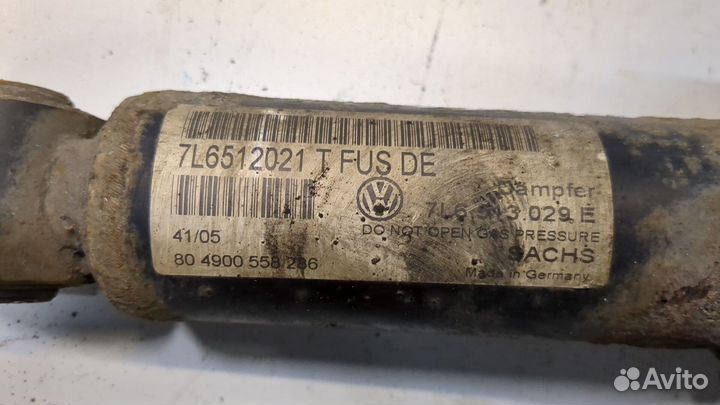 7L6512021 T FUS DE
Dämpfer
7L6 513 029 E
DO NOT OPEN GAS PRESSURE
41/05
SACHS
80 4900 558 286
Made in Germany
Avito